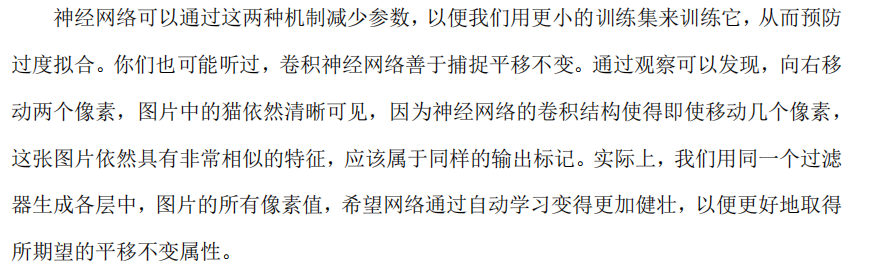 神经网络可以通过这两种机制减少参数，以便我们用更小的训练集来训练它，从而预防
过度拟合。你们也可能听过，卷积神经网络善于捕捉平移不变。通过观察可以发现，向右移
动两个像素，图片中的猫依然清晰可见，因为神经网络的卷积结构使得即使移动几个像素，
这张图片依然具有非常相似的特征，应该属于同样的输出标记。实际上，我们用同一个过滤
器生成各层中，图片的所有像素值，希望网络通过自动学习变得更加健壮，以便更好地取得
所期望的平移不变属性。